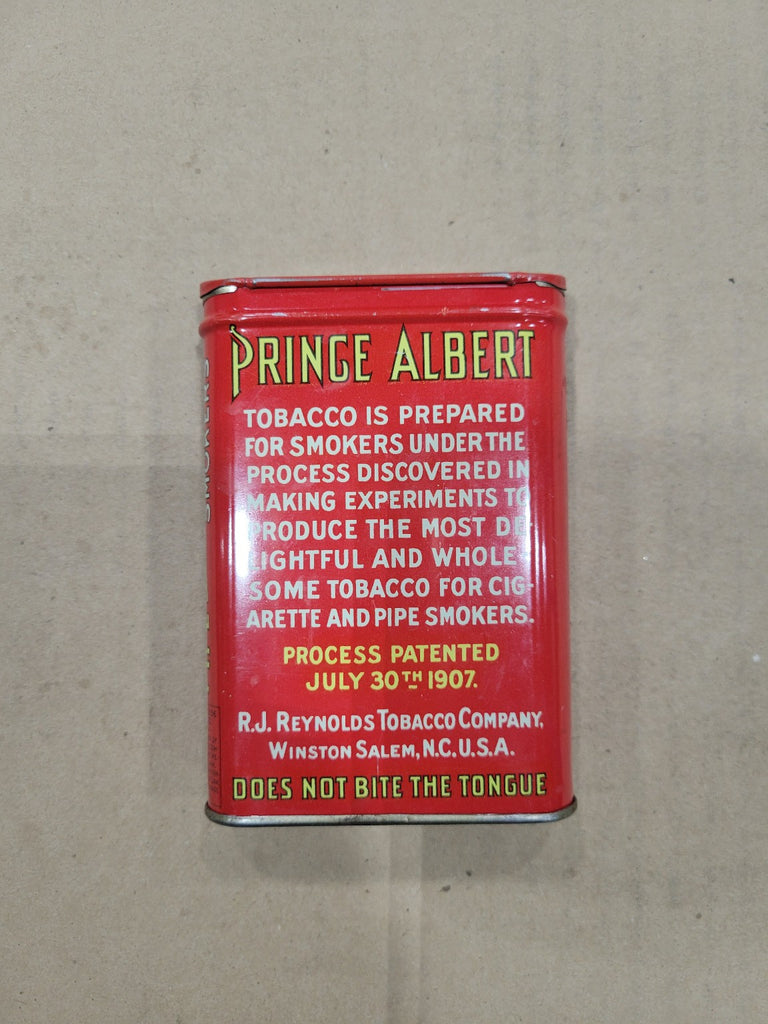 PRINCE ALBERT
TOBACCO IS PREPARED
FOR SMOKERS UNDER THE
PROCESS DISCOVERED IN
MAKING EXPERIMENTS TO
PRODUCE THE MOST DE
LIGHTFUL AND WHOLE-
SOME TOBACCO FOR CIG-
ARETTE AND PIPE SMOKERS.
PROCESS PATENTED
JULY 30TH 1907.
R.J. REYNOLDS TOBACCO COMPANY,
WINSTON SALEM, N.C. U.S.A.
DOES NOT BITE THE TONGUE
SMOKERS